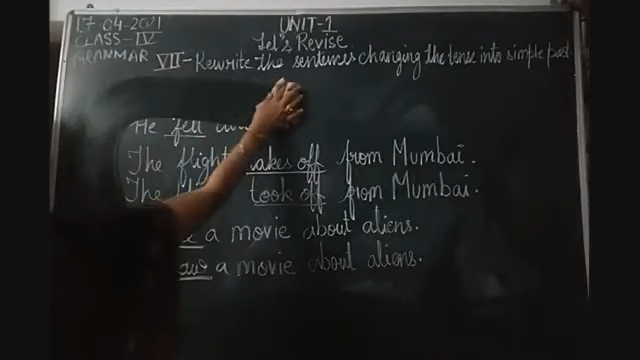 17.04-2021
UNIT-1
CLASS-IV
Let's Revise
GRAMMAR VII-Rewrite the sentences changing the tense into simple past
He fell
The flight takes off from Mumbai.
The took off from Mumbai.
a movie about aliens.
a movie about aliens.